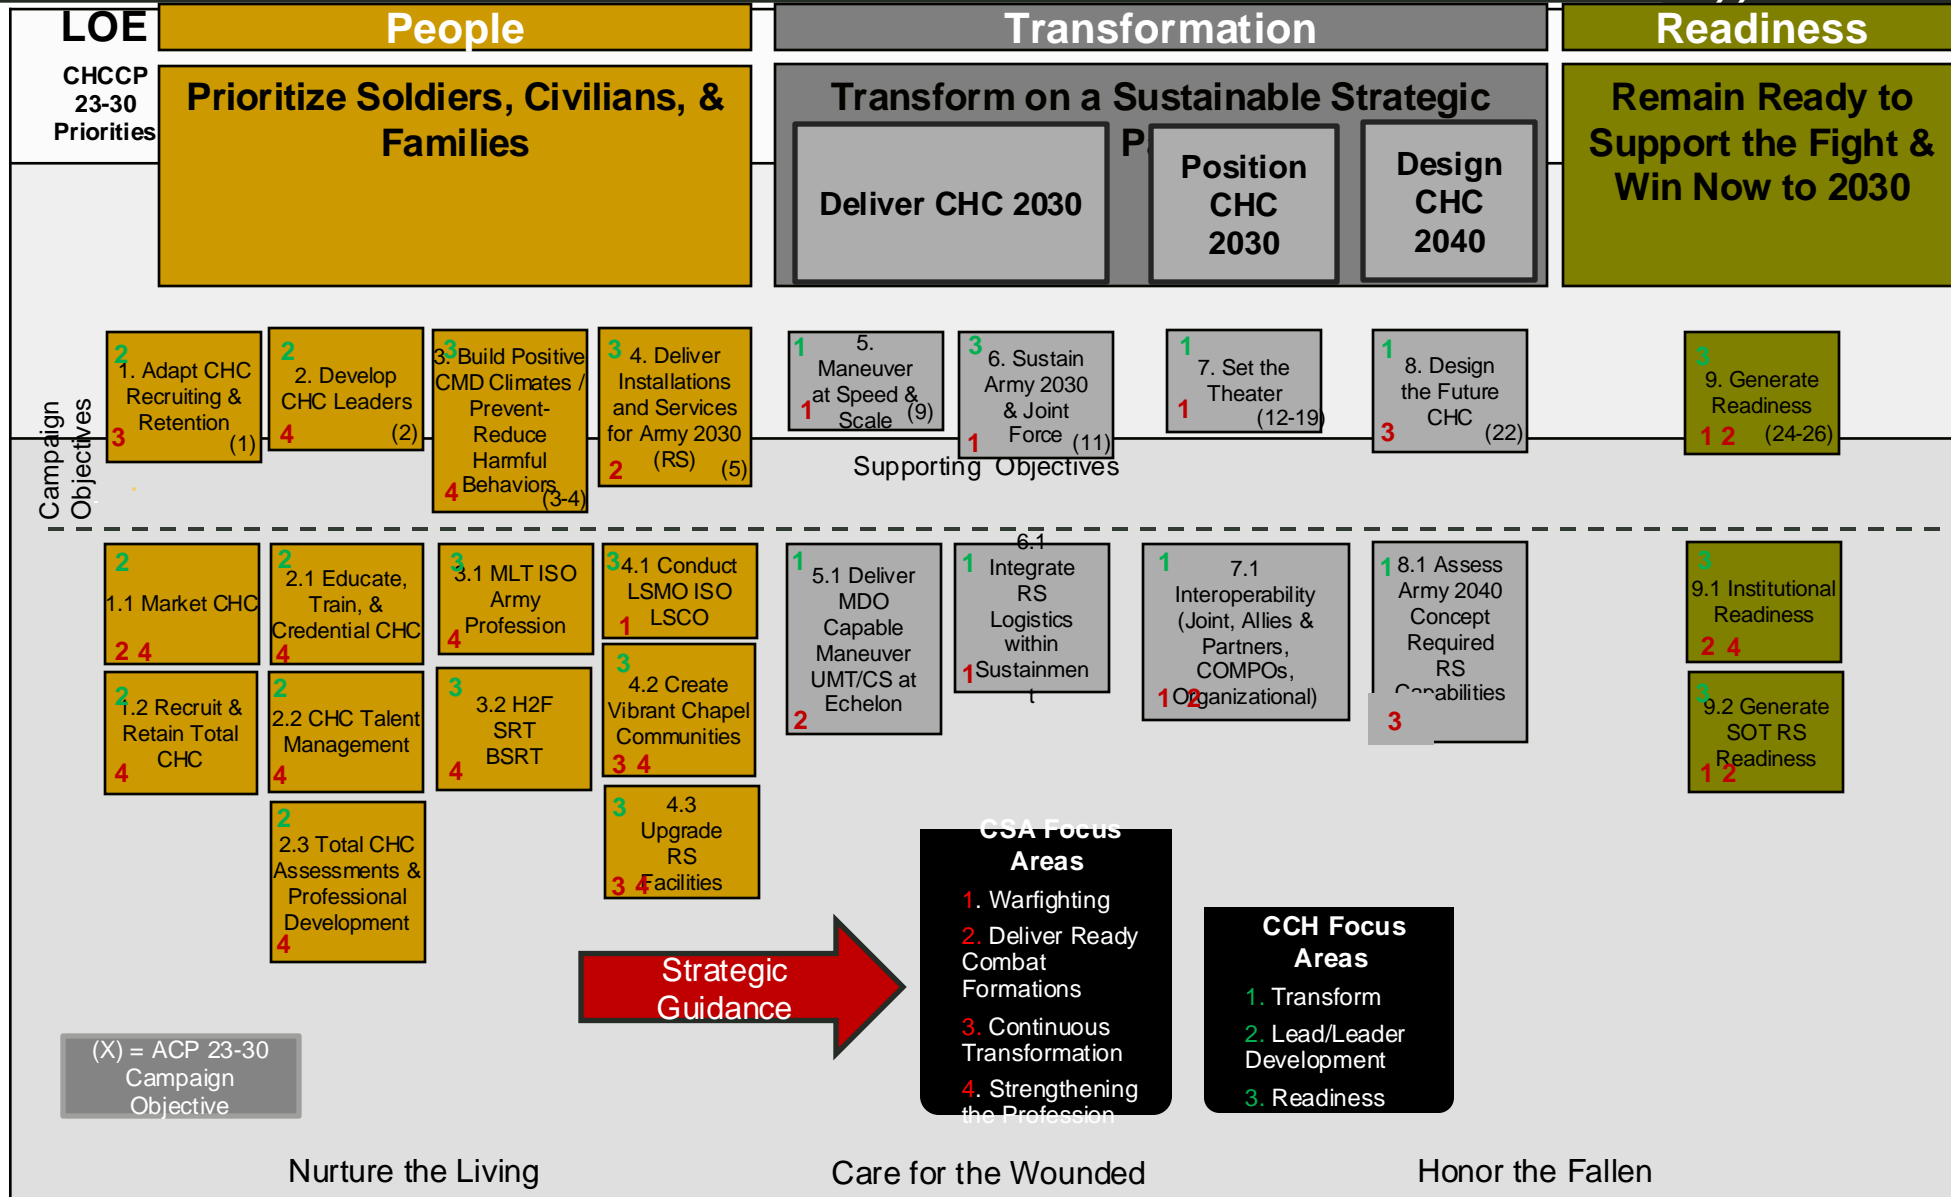 LOE
People
Transformation
Readiness
CHCCP
23-30
Priorities
Prioritize Soldiers, Civilians, &
Families
Transform on a Sustainable Strategic
Deliver CHC 2030
Position
CHC
2030
Design
CHC
2040
Remain Ready to
Support the Fight &
Win Now to 2030
Campaign
Objectives
2
1. Adapt CHC
Recruiting &
Retention
3
(1)
2
2. Develop
CHC Leaders
4
(2)
3
3. Build Positive
CMD Climates /
Prevent-
Reduce
Harmful
Behaviors
4
(3-4)
3
4. Deliver
Installations
and Services
for Army 2030
(RS)
2
(5)
1
5.
Maneuver
at Speed &
Scale
1
(9)
3
6. Sustain
Army 2030
& Joint
Force
1
(11)
1
7. Set the
Theater
1
(12-19)
1
8. Design
the Future
CHC
3
(22)
3
9. Generate
Readiness
1 2
(24-26)
Supporting Objectives
2
1.1 Market CHC
2 4
2
1.2 Recruit &
Retain Total
CHC
4
2
2.1 Educate,
Train, &
Credential CHC
4
2
2.2 CHC Talent
Management
4
2
2.3 Total CHC
Assessments &
Professional
Development
4
3
3.1 MLT ISO
Army
Profession
4
3
3.2 H2F
SRT
BSRT
4
3
4.1 Conduct
LSMO ISO
LSCO
1
3
4.2 Create
Vibrant Chapel
Communities
3 4
3
4.3
Upgrade
RS
Facilities
3 4
1
5.1 Deliver
MDO
Capable
Maneuver
UMT/CS at
Echelon
2
1
6.1
Integrate
RS
Logistics
within
Sustainmen
t
1
1
7.1
Interoperability
(Joint, Allies &
Partners,
COMPOs,
Organizational)
1 2
1
8.1 Assess
Army 2040
Concept
Required
RS
Capabilities
3
3
9.1 Institutional
Readiness
2 4
3
9.2 Generate
SOT RS
Readiness
1 2
Strategic
Guidance
CSA Focus
Areas
1. Warfighting
2. Deliver Ready
Combat
Formations
3. Continuous
Transformation
4. Strengthening
the Profession
CCH Focus
Areas
1. Transform
2. Lead/Leader
Development
3. Readiness
(X) = ACP 23-30
Campaign
Objective
Nurture the Living
Care for the Wounded
Honor the Fallen